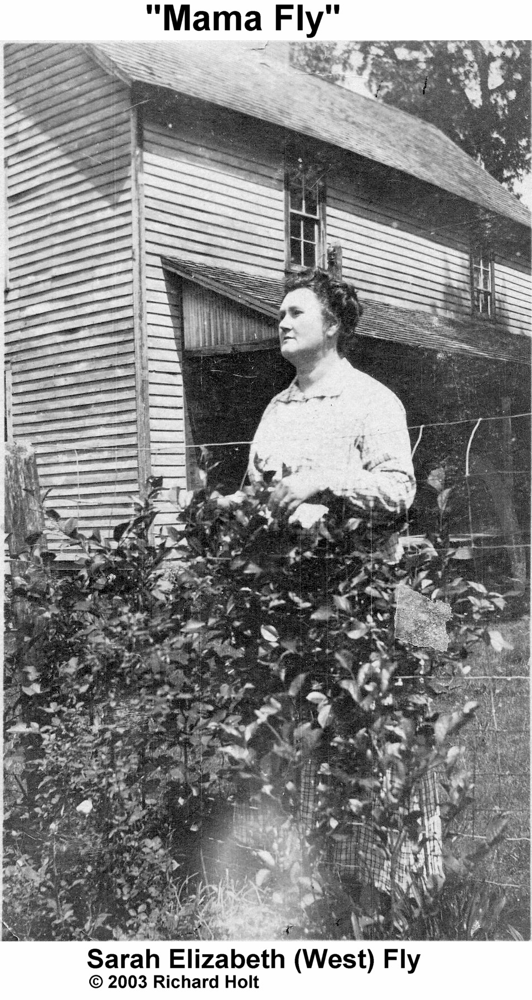 "Mama Fly"
Sarah Elizabeth (West) Fly
© 2003 Richard Holt